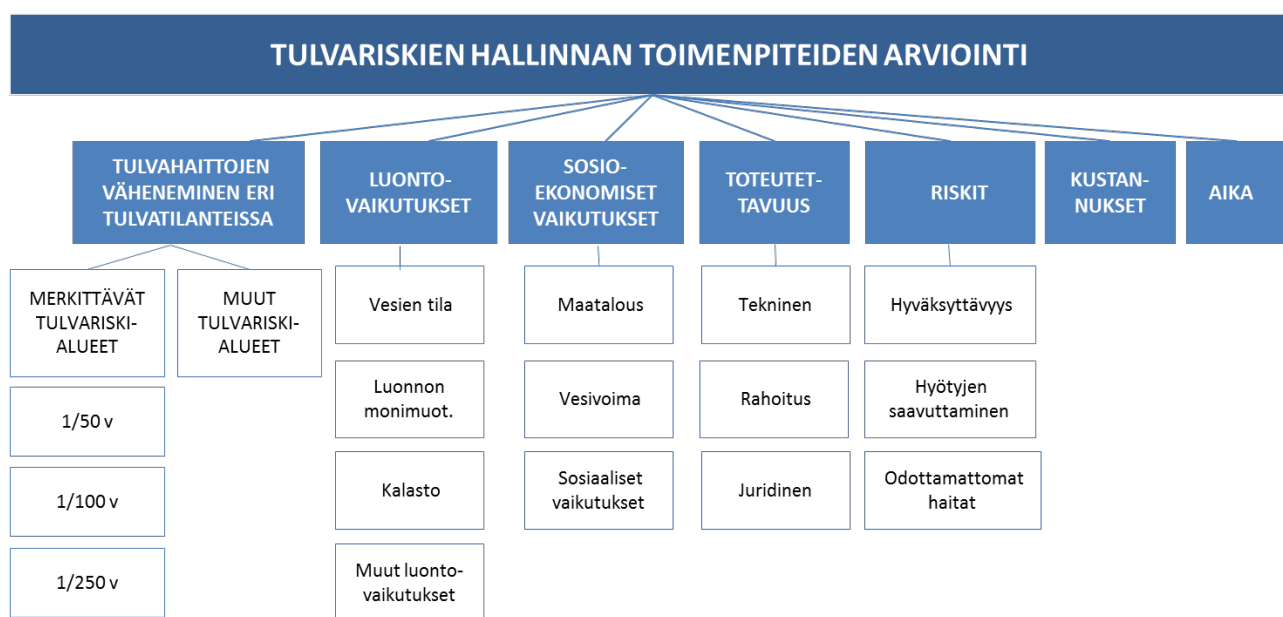 TULVARISKIEN HALLINNAN TOIMENPITEIDEN ARVIOINTI
TULVAHAITTOJEN
VÄHENEMINEN ERI
TULVATILANTEISSA
LUONTO-
VAIKUTUKSET
SOSIO-
EKONOMISET
VAIKUTUKSET
TOTEUTET-
TAVUUS
RISKIT
KUSTAN-
NUKSET
AIKA
MERKITTÄVÄT
TULVARISKI-
ALUEET
MUUT
TULVARISKI-
ALUEET
1/50 v
1/100 v
1/250 v
Vesien tila
Luonnon
monimuot.
Kalasto
Muut luonto-
vaikutukset
Maatalous
Vesivoima
Sosiaaliset
vaikutukset
Tekninen
Rahoitus
Juridinen
Hyväksyttävyys
Hyötyjen
saavuttaminen
Odottamattomat
haitat